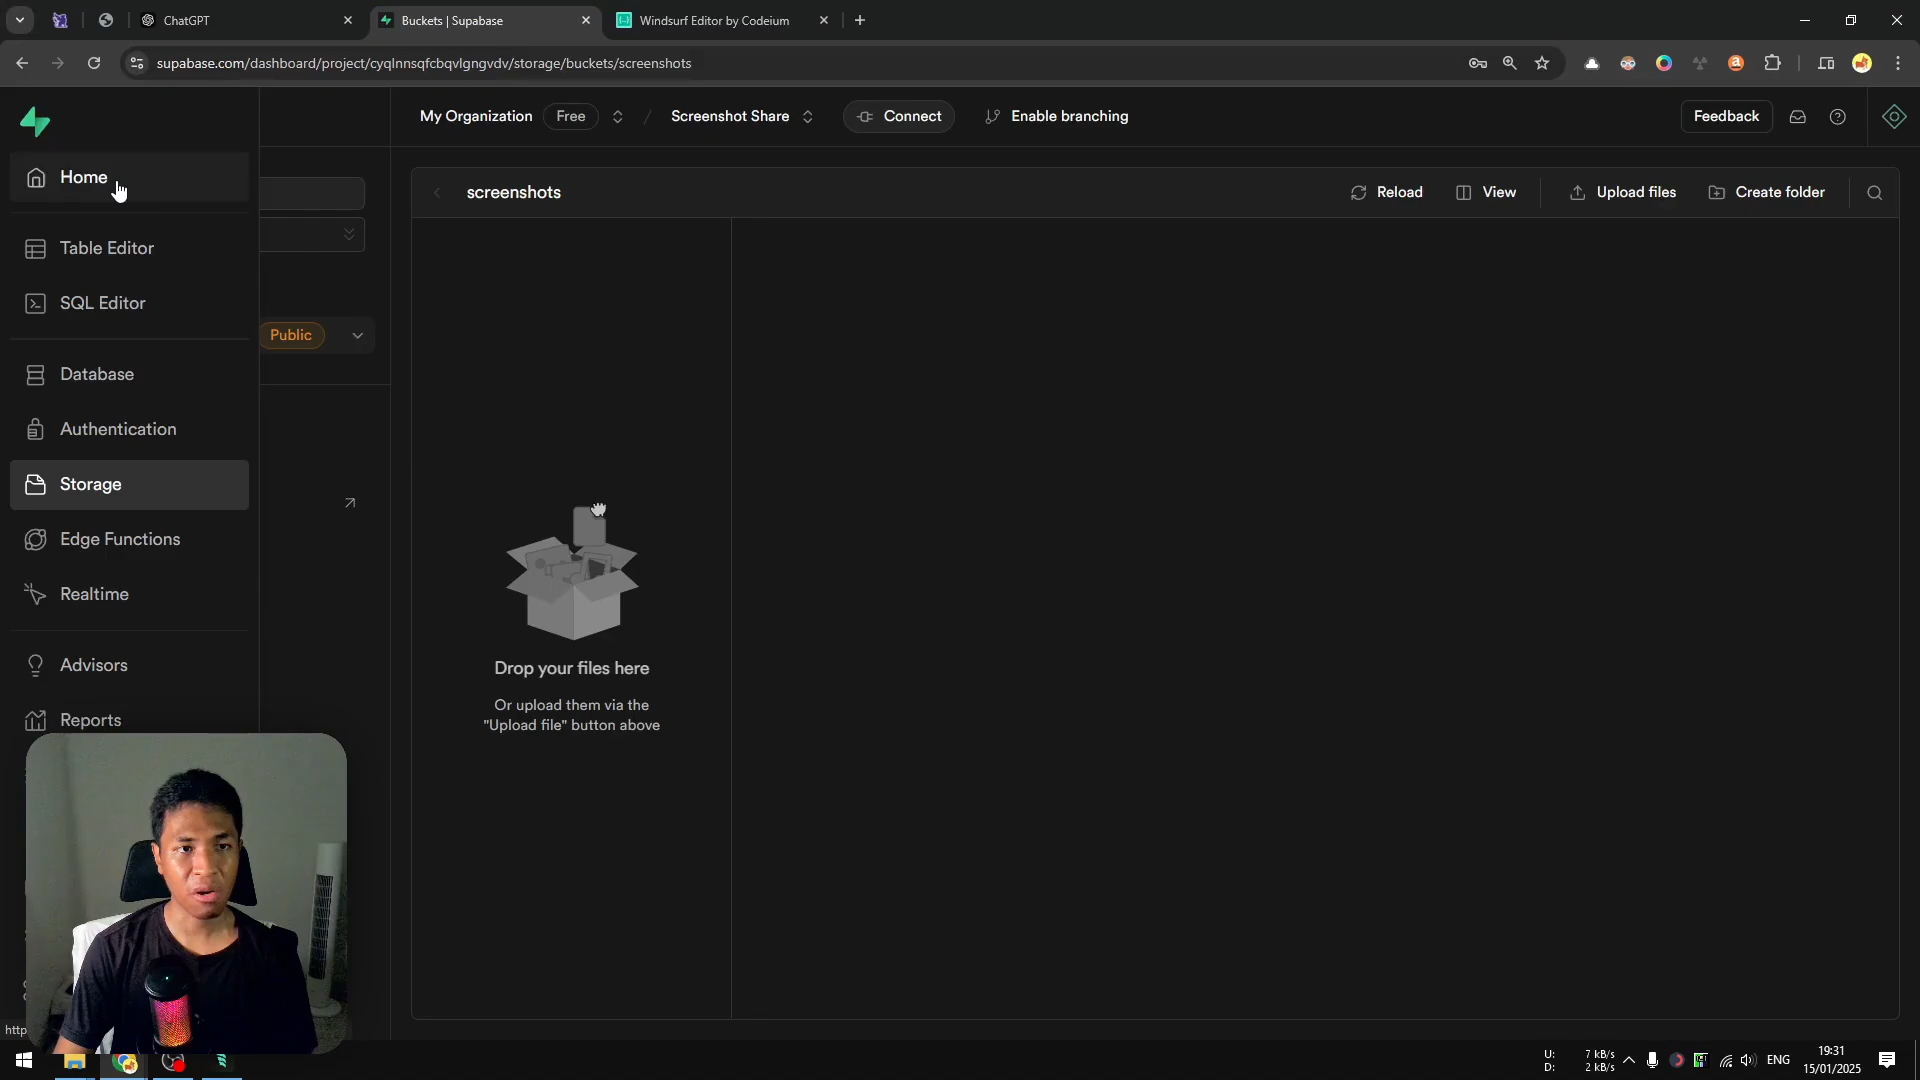 ChatGPT
Buckets | Supabase
Windsurf Editor by Codeium
supabase.com/dashboard/project/cyqlnnsqfcbqvlgngvdv/storage/buckets/screenshots
My Organization
Free
/
Screenshot Share
Connect
Enable branching
Feedback
Home
Table Editor
SQL Editor
Database
Authentication
Storage
Edge Functions
Realtime
Advisors
Reports
Public
screenshots
Reload
View
Upload files
Create folder
Drop your files here
Or upload them via the
"Upload file" button above
http
U: 7 kB/s
D: 2 kB/s
ENG
19:31
15/01/2025